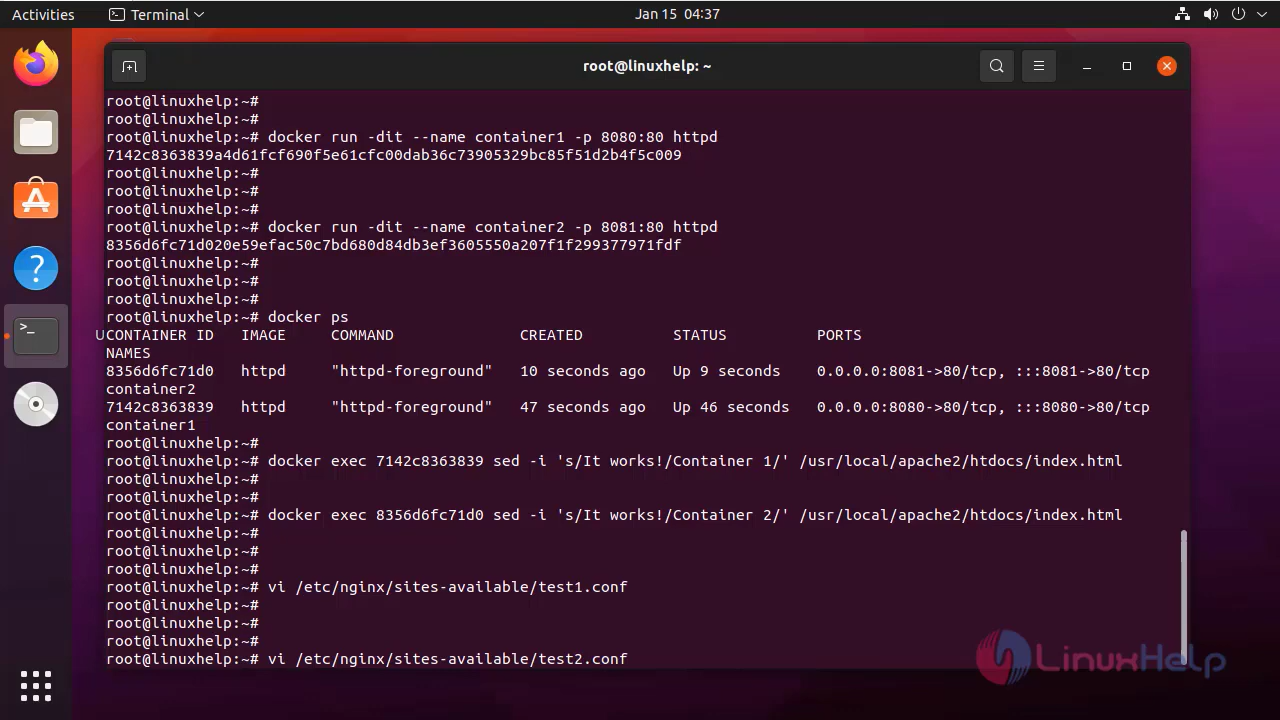 Activities
Terminal
Jan 15 04:37
root@linuxhelp: ~
root@linuxhelp:~#
root@linuxhelp:~#
root@linuxhelp:~# docker run -dit --name container1 -p 8080:80 httpd
7142c8363839a4d61fcf690f5e61cfc00dab36c73905329bc85f51d2b4f5c009
root@linuxhelp:~#
root@linuxhelp:~#
root@linuxhelp:~#
root@linuxhelp:~# docker run -dit --name container2 -p 8081:80 httpd
8356d6fc71d020e59efac50c7bd680d84db3ef3605550a207f1f299377971fdf
root@linuxhelp:~#
root@linuxhelp:~#
root@linuxhelp:~#
root@linuxhelp:~# docker ps
UCONTAINER ID IMAGE COMMAND CREATED STATUS PORTS
NAMES
8356d6fc71d0 httpd "httpd-foreground" 10 seconds ago Up 9 seconds 0.0.0.0:8081->80/tcp, :::8081->80/tcp
container2
7142c8363839 httpd "httpd-foreground" 47 seconds ago Up 46 seconds 0.0.0.0:8080->80/tcp, :::8080->80/tcp
container1
root@linuxhelp:~#
root@linuxhelp:~# docker exec 7142c8363839 sed -i 's/It works!/Container 1/' /usr/local/apache2/htdocs/index.html
root@linuxhelp:~#
root@linuxhelp:~#
root@linuxhelp:~# docker exec 8356d6fc71d0 sed -i 's/It works!/Container 2/' /usr/local/apache2/htdocs/index.html
root@linuxhelp:~#
root@linuxhelp:~#
root@linuxhelp:~#
root@linuxhelp:~# vi /etc/nginx/sites-available/test1.conf
root@linuxhelp:~#
root@linuxhelp:~#
root@linuxhelp:~#
root@linuxhelp:~# vi /etc/nginx/sites-available/test2.conf
LinuxHelp